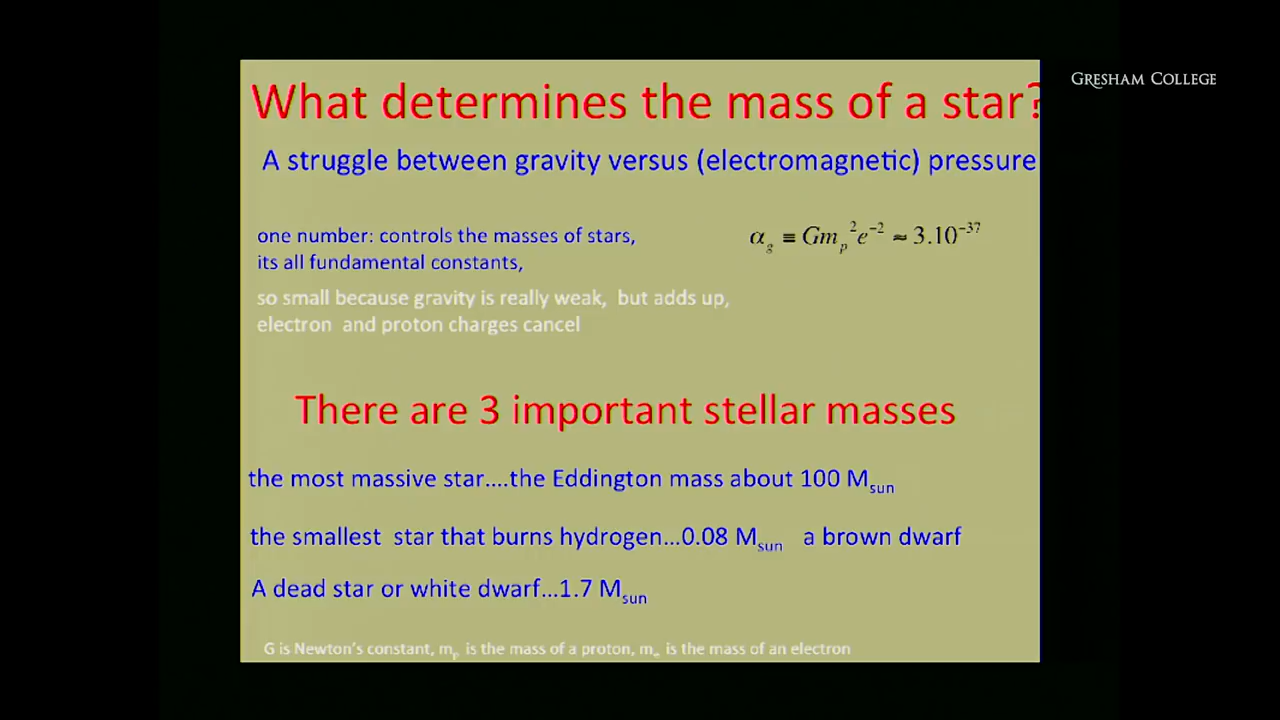 GRESHAM COLLEGE
What determines the mass of a star?
A struggle between gravity versus (electromagnetic) pressure
one number: controls the masses of stars,
its all fundamental constants,
α_g ≡ Gm_p²e⁻² ≈ 3.10⁻³⁷
so small because gravity is really weak, but adds up,
electron and proton charges cancel
There are 3 important stellar masses
the most massive star....the Eddington mass about 100 M_sun
the smallest star that burns hydrogen...0.08 M_sun a brown dwarf
A dead star or white dwarf...1.7 M_sun
G is Newton's constant, m_p is the mass of a proton, m_e is the mass of an electron